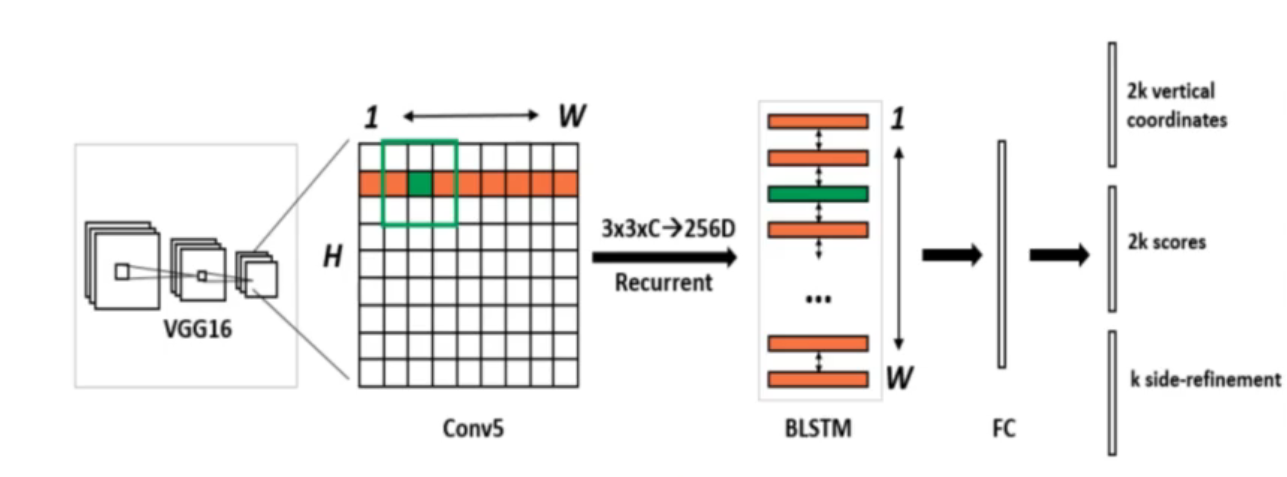 VGG16
1
W
H
Conv5
3x3xC→256D
Recurrent
1
...
W
BLSTM
FC
2k vertical
coordinates
2k scores
k side-refinement